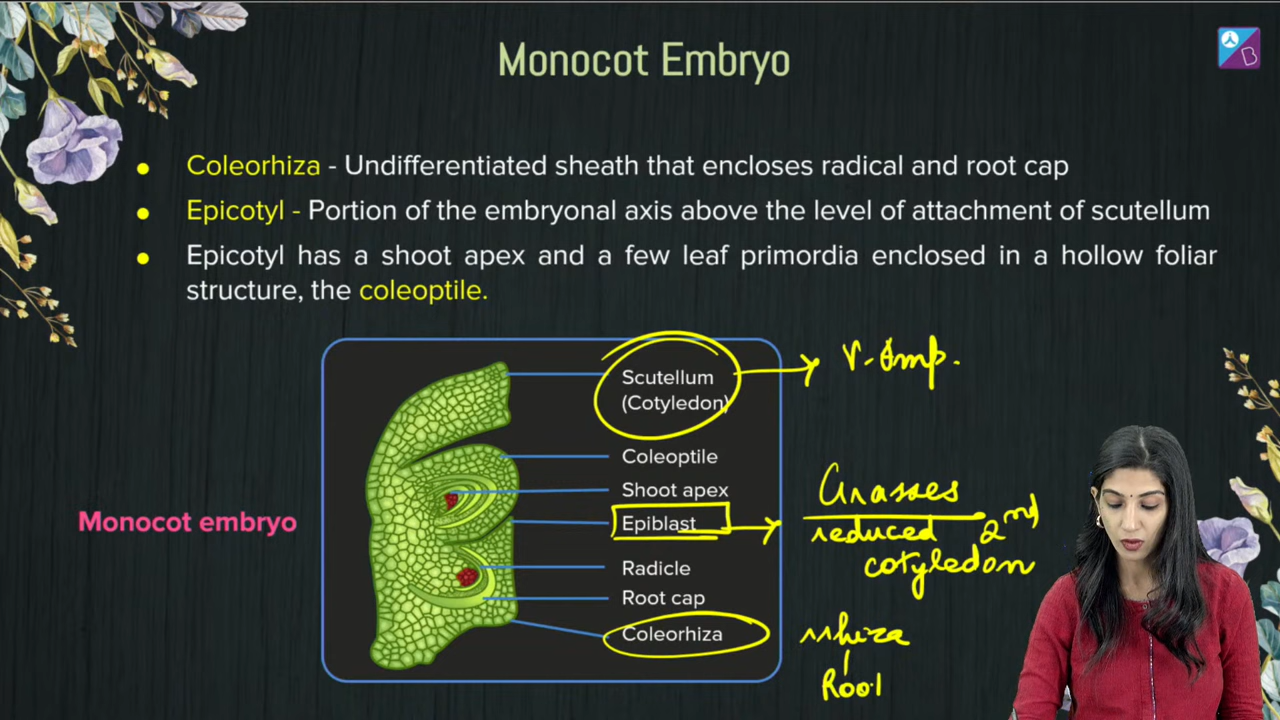 Monocot Embryo
B
Coleorhiza - Undifferentiated sheath that encloses radical and root cap
Epicotyl - Portion of the embryonal axis above the level of attachment of scutellum
Epicotyl has a shoot apex and a few leaf primordia enclosed in a hollow foliar
structure, the coleoptile.
Scutellum
(Cotyledon)
V. Imp.
Coleoptile
Shoot apex
Epiblast
Grasses
reduced 2nd
cotyledon
Monocot embryo
Radicle
Root cap
Coleorhiza
rhiza
Root